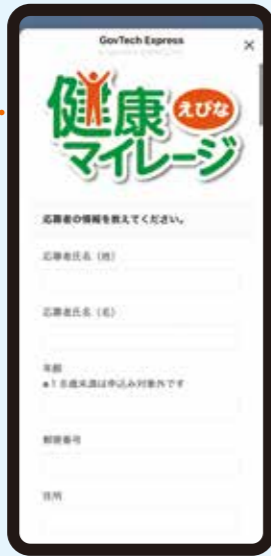 GovTech Express
×
健康
えびな
マイレージ
応募者の情報を教えてください。
応募者氏名（姓）
応募者氏名（名）
年齢
※18歳未満は申込み対象外です
郵便番号
住所